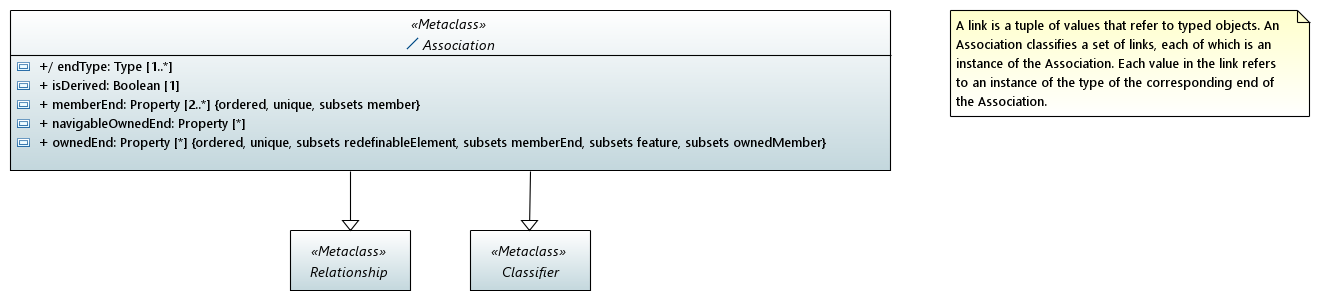 «Metaclass»
Association
+/ endType: Type [1..*]
+ isDerived: Boolean [1]
+ memberEnd: Property [2..*] {ordered, unique, subsets member}
+ navigableOwnedEnd: Property [*]
+ ownedEnd: Property [*] {ordered, unique, subsets redefinableElement, subsets memberEnd, subsets feature, subsets ownedMember}
A link is a tuple of values that refer to typed objects. An
Association classifies a set of links, each of which is an
instance of the Association. Each value in the link refers
to an instance of the type of the corresponding end of
the Association.
«Metaclass»
Relationship
«Metaclass»
Classifier